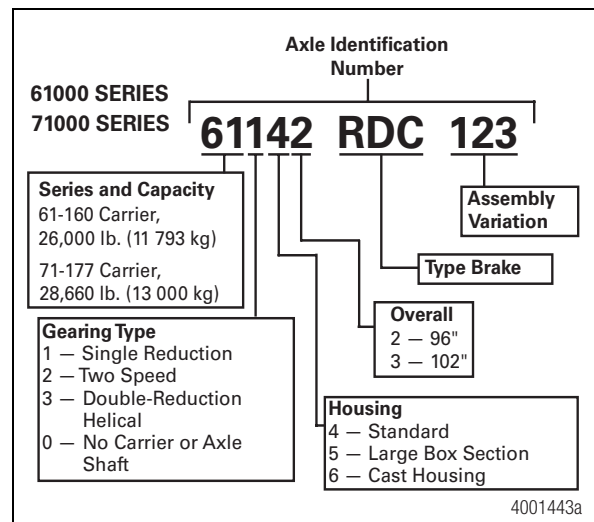 Axle Identification
Number
61000 SERIES
71000 SERIES
61142 RDC 123
Series and Capacity
61-160 Carrier,
26,000 lb. (11 793 kg)
71-177 Carrier,
28,660 lb. (13 000 kg)
Assembly
Variation
Type Brake
Overall
2 — 96"
3 — 102"
Gearing Type
1 — Single Reduction
2 — Two Speed
3 — Double-Reduction
Helical
0 — No Carrier or Axle
Shaft
Housing
4 — Standard
5 — Large Box Section
6 — Cast Housing
4001443a